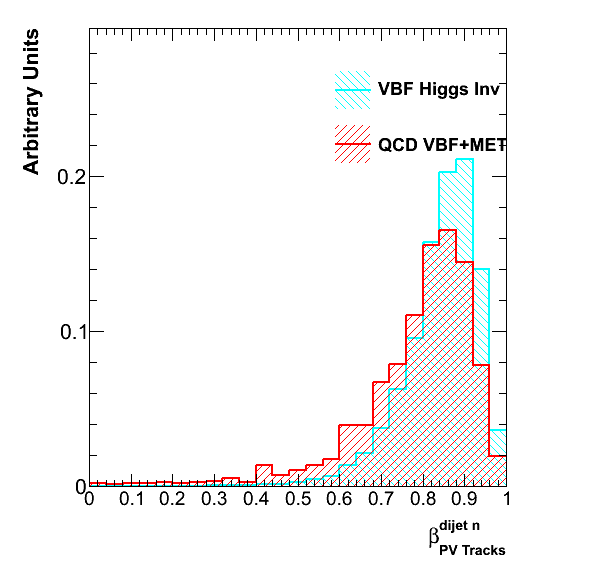 Arbitrary Units
VBF Higgs Inv
QCD VBF+MET
0.2
0.1
0
0 0.1 0.2 0.3 0.4 0.5 0.6 0.7 0.8 0.9 1
β dijet n
PV Tracks